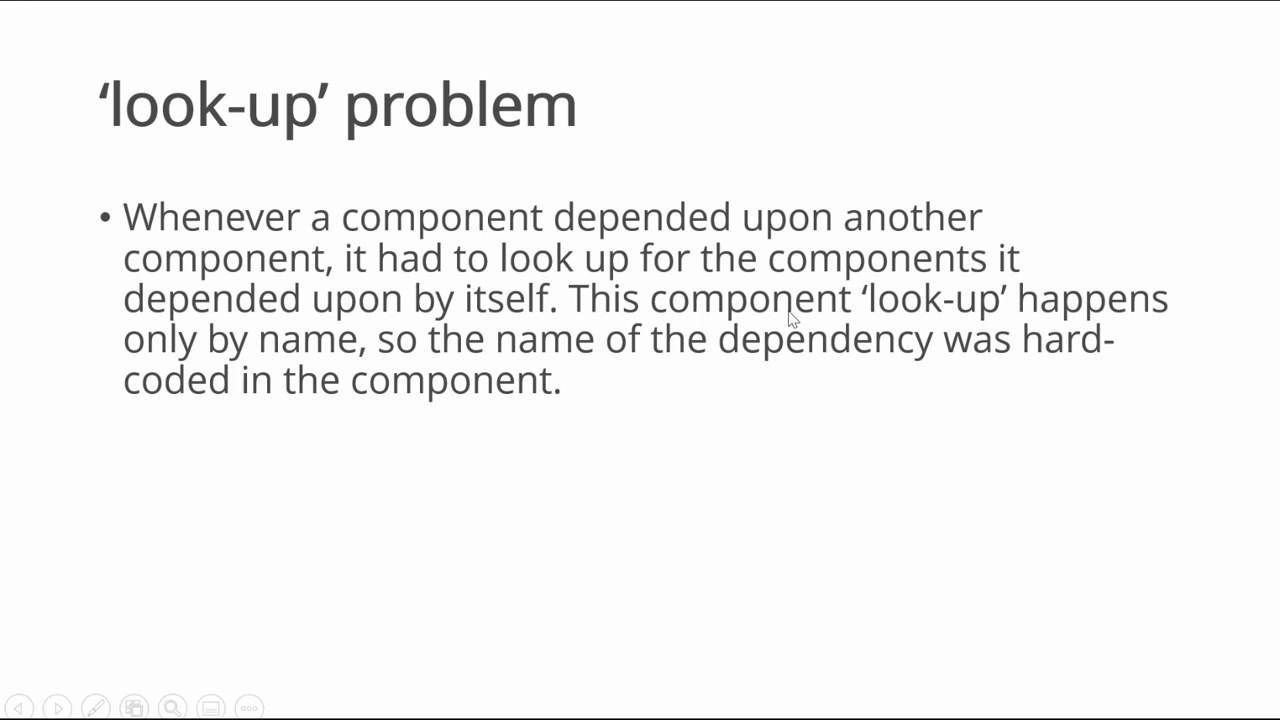 ‘look-up’ problem
• Whenever a component depended upon another
component, it had to look up for the components it
depended upon by itself. This component ‘look-up’ happens
only by name, so the name of the dependency was hard-
coded in the component.